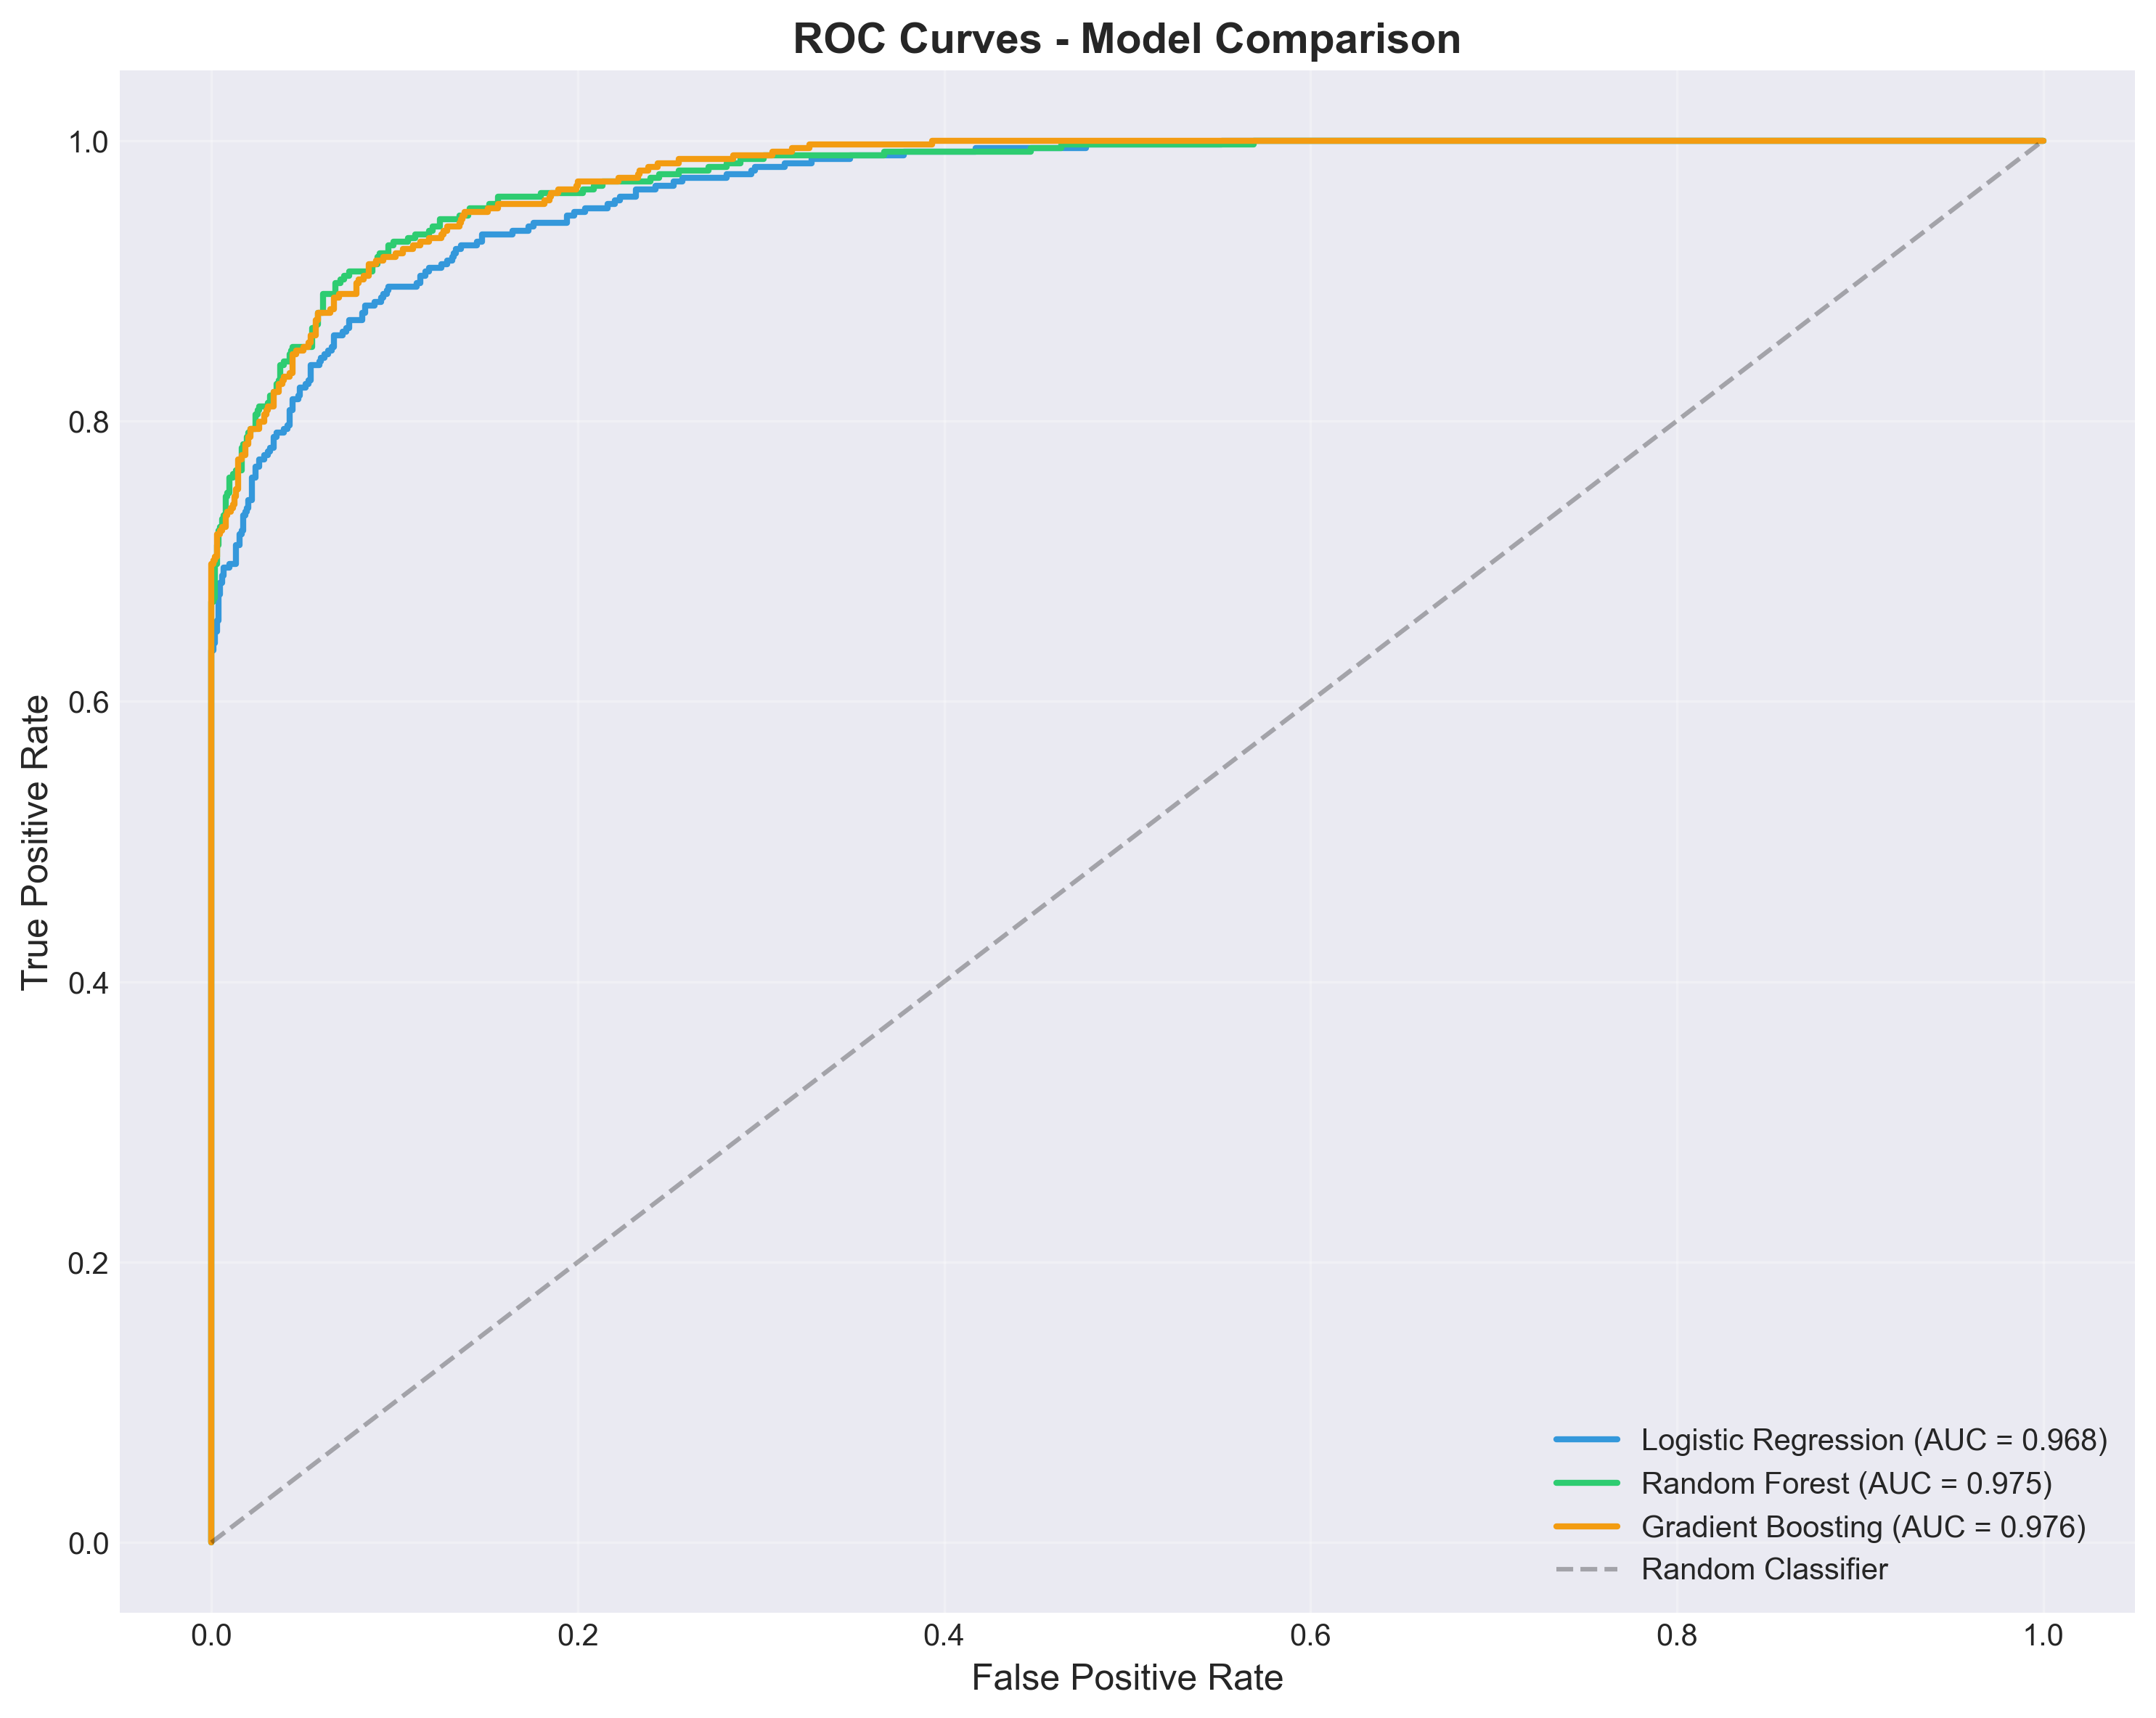 ROC Curves - Model Comparison
True Positive Rate
1.0
0.8
0.6
0.4
0.2
0.0
0.0 0.2 0.4 0.6 0.8 1.0
False Positive Rate
Logistic Regression (AUC = 0.968)
Random Forest (AUC = 0.975)
Gradient Boosting (AUC = 0.976)
Random Classifier